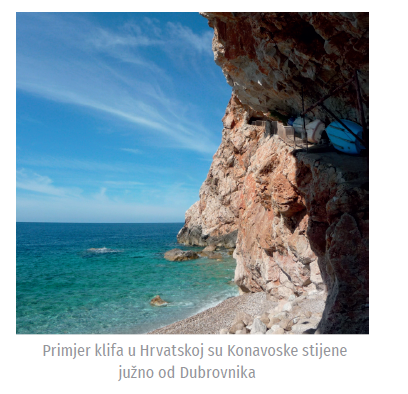 Primjer klifa u Hrvatskoj su Konavoske stijene
južno od Dubrovnika